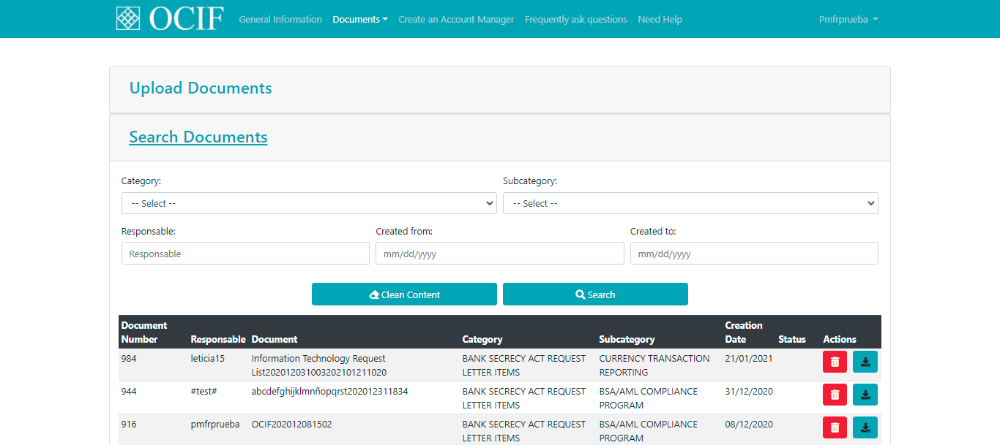 OCIF General Information Documents Create an Account Manager Frequently ask questions Need Help Pmfrprueba
Upload Documents
Search Documents
Category: Subcategory:
-- Select -- -- Select --
Responsable: Created from: Created to:
Responsable mm/dd/yyyy mm/dd/yyyy
Clean Content Search
Document Creation
Number Responsable Document Category Subcategory Date Status Actions
984 leticia15 Information Technology Request BANK SECRECY ACT REQUEST CURRENCY TRANSACTION 21/01/2021
List202012031003202101211020 LETTER ITEMS REPORTING
944 #test# abcdefghijklmnñopqrst202012311834 BANK SECRECY ACT REQUEST BSA/AML COMPLIANCE 31/12/2020
LETTER ITEMS PROGRAM
916 pmfrprueba OCIF202012081502 BANK SECRECY ACT REQUEST BSA/AML COMPLIANCE 08/12/2020
LETTER ITEMS PROGRAM